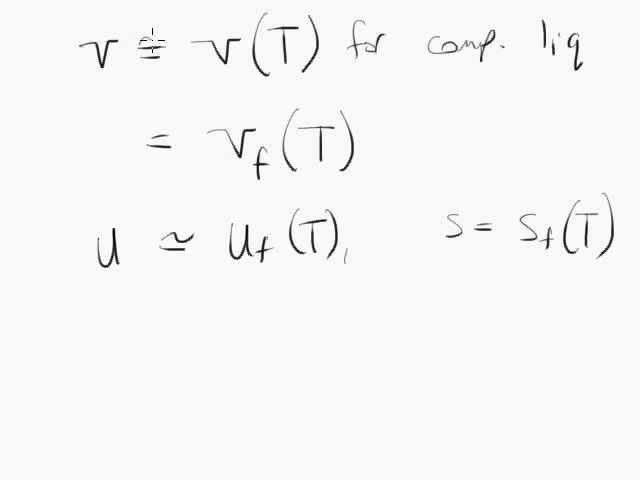 v ≅ v(T) for comp. liq
= v_f(T)
u ≃ u_f(T), s = s_f(T)